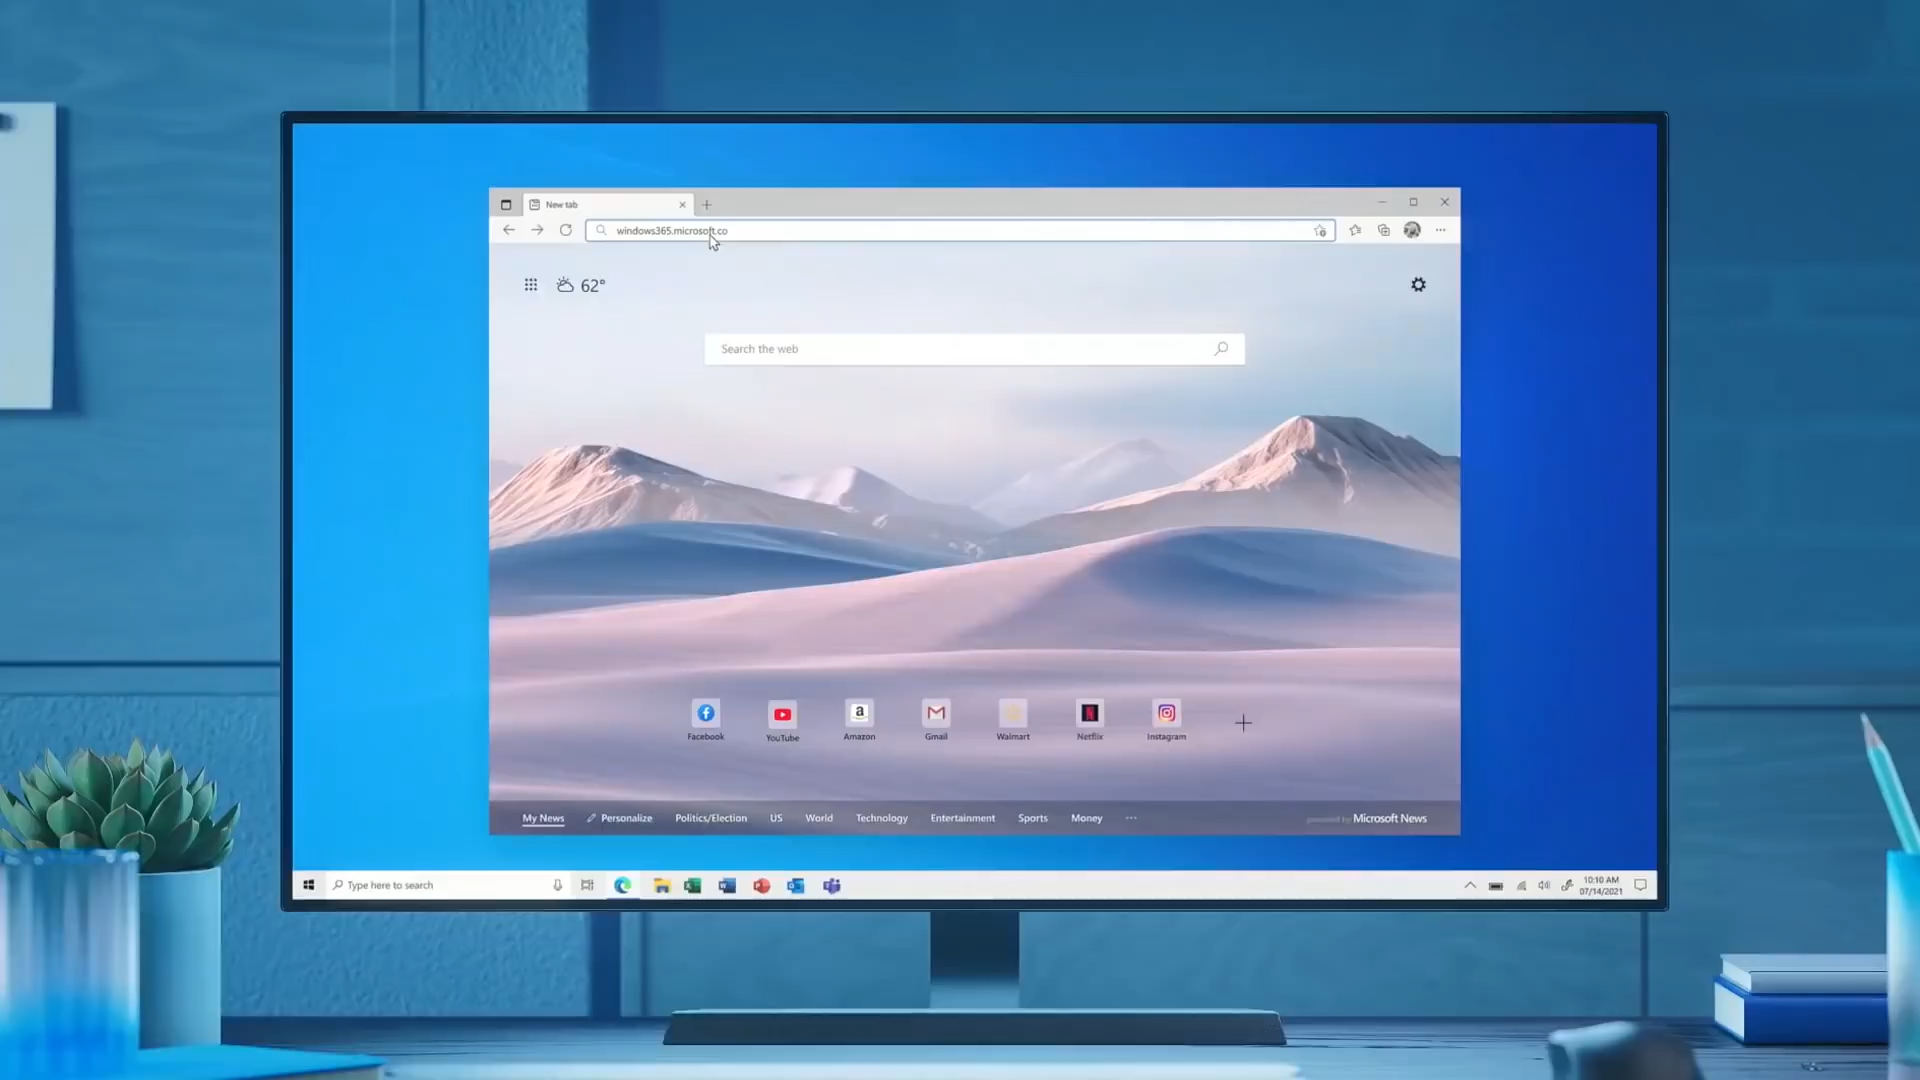 New tab
windows365.microsoft.co
62°
Search the web
a
Facebook
YouTube
Amazon
Gmail
Walmart
Netflix
Instagram
My News
Personalize
Politics/Election
US
World
Technology
Entertainment
Sports
Money
powered by Microsoft News
Type here to search
10:10 AM
07/14/2021